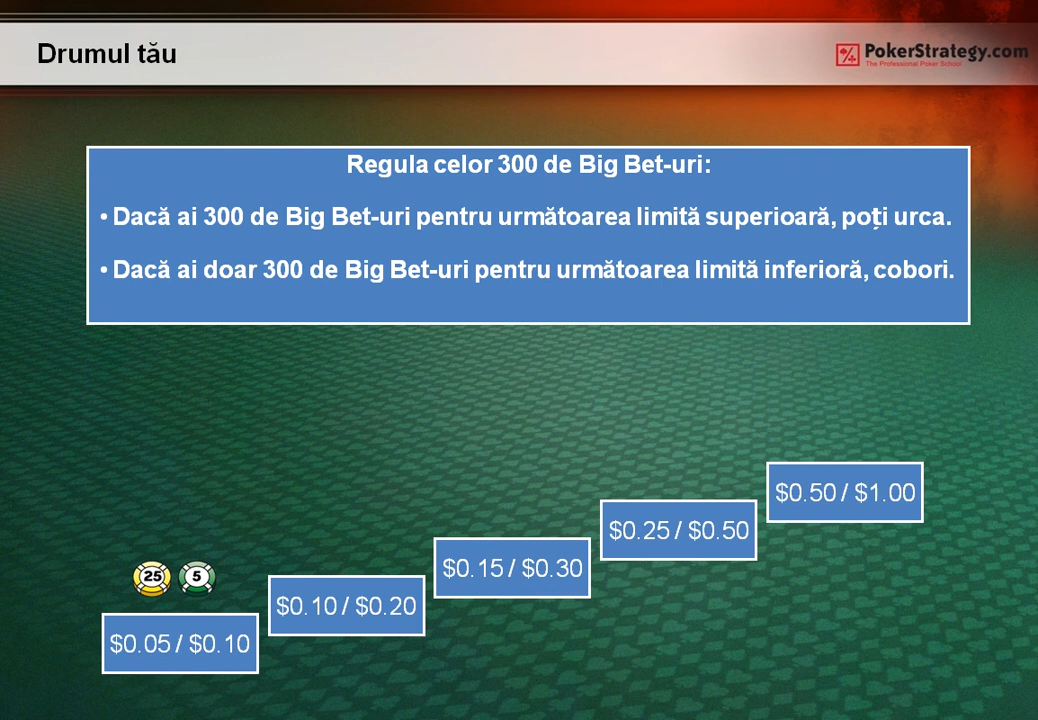 Drumul tău
PokerStrategy.com
The Professional Poker School
Regula celor 300 de Big Bet-uri:
• Dacă ai 300 de Big Bet-uri pentru următoarea limită superioară, poţi urca.
• Dacă ai doar 300 de Big Bet-uri pentru următoarea limită inferioră, cobori.
$0.50 / $1.00
$0.25 / $0.50
$0.15 / $0.30
25 5
$0.10 / $0.20
$0.05 / $0.10